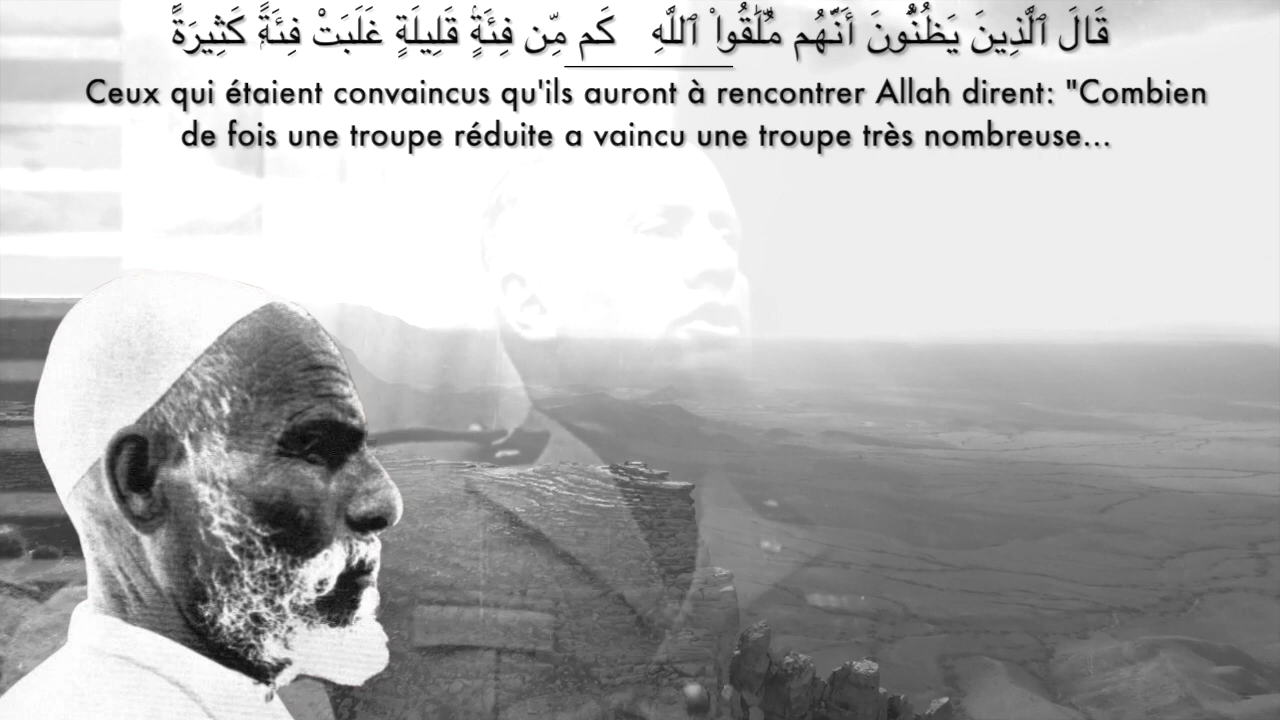 قَالَ ٱلَّذِينَ يَظُنُّونَ أَنَّهُم مُّلَٰقُوا۟ ٱللَّهِ كَم مِّن فِئَةٍۢ قَلِيلَةٍ غَلَبَتْ فِئَةًۭ كَثِيرَةًۢ
Ceux qui étaient convaincus qu'ils auront à rencontrer Allah dirent: "Combien
de fois une troupe réduite a vaincu une troupe très nombreuse...